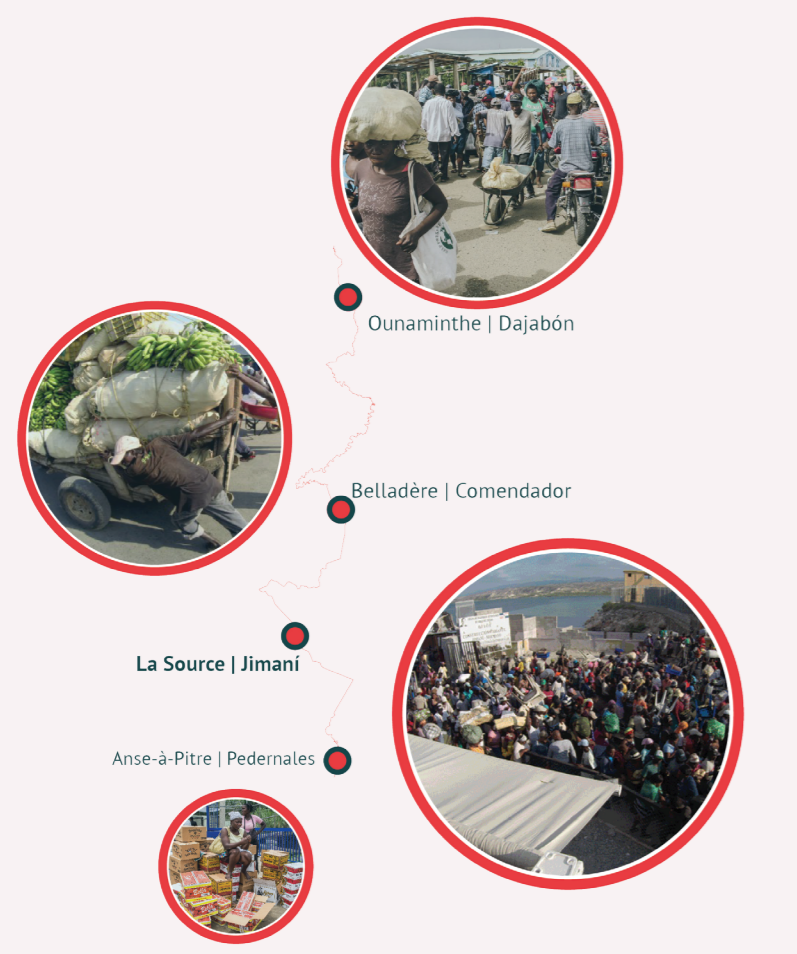 Ounaminthe | Dajabón
Belladère | Comendador
La Source | Jimaní
Anse-à-Pitre | Pedernales